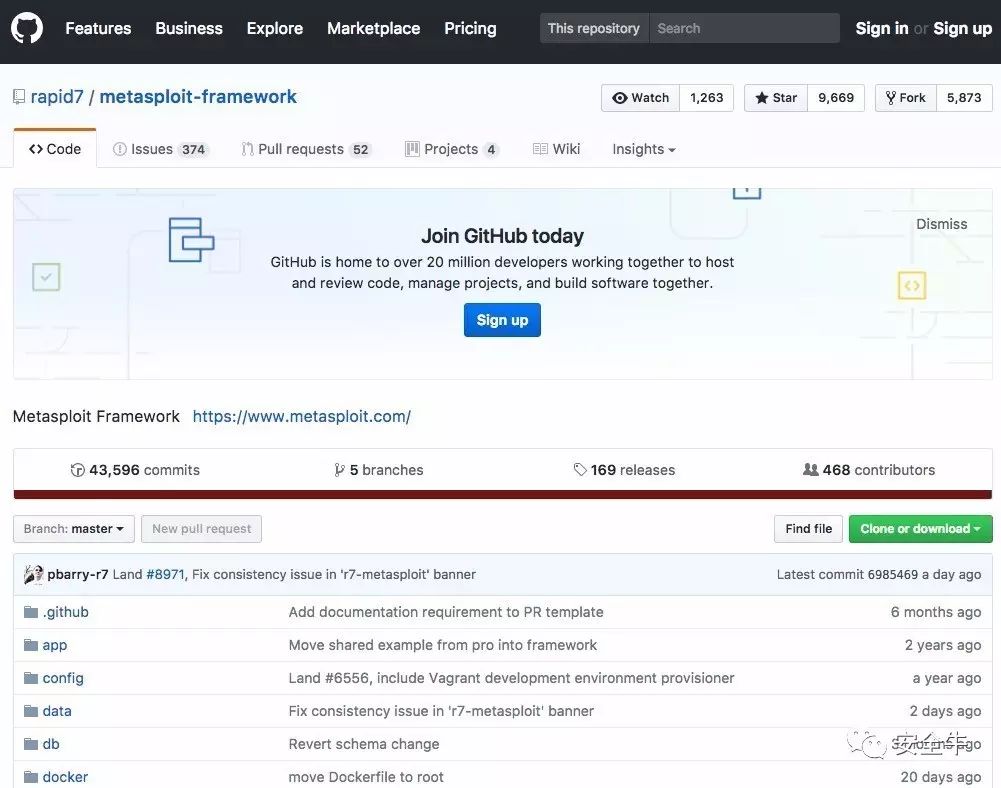 Features Business Explore Marketplace Pricing This repository Search Sign in or Sign up
rapid7 / metasploit-framework Watch 1,263 Star 9,669 Fork 5,873
Code Issues 374 Pull requests 52 Projects 4 Wiki Insights
Dismiss
Join GitHub today
GitHub is home to over 20 million developers working together to host
and review code, manage projects, and build software together.
Sign up
Metasploit Framework https://www.metasploit.com/
43,596 commits 5 branches 169 releases 468 contributors
Branch: master New pull request Find file Clone or download
pbarry-r7 Land #8971, Fix consistency issue in 'r7-metasploit' banner Latest commit 6985469 a day ago
.github Add documentation requirement to PR template 6 months ago
app Move shared example from pro into framework 2 years ago
config Land #6556, include Vagrant development environment provisioner a year ago
data Fix consistency issue in 'r7-metasploit' banner 2 days ago
db Revert schema change ago
安全牛
docker move Dockerfile to root 20 days ago